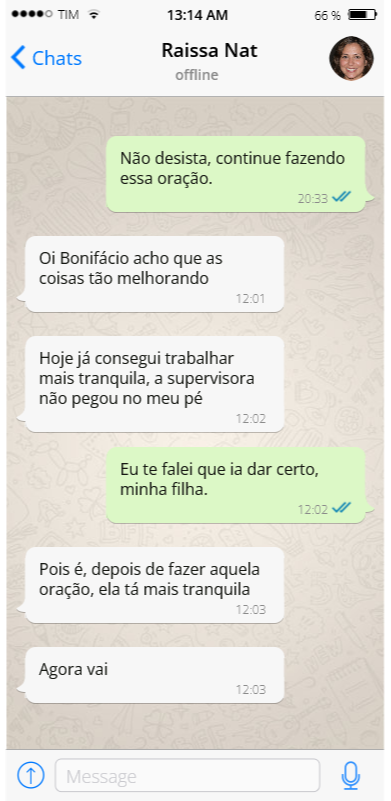 TIM 13:14 AM 66 %
Chats Raissa Nat
offline
Não desista, continue fazendo
essa oração.
20:33
Oi Bonifácio acho que as
coisas tão melhorando
12:01
Hoje já consegui trabalhar
mais tranquila, a supervisora
não pegou no meu pé
12:02
Eu te falei que ia dar certo,
minha filha.
12:02
Pois é, depois de fazer aquela
oração, ela tá mais tranquila
12:03
Agora vai
12:03
Message